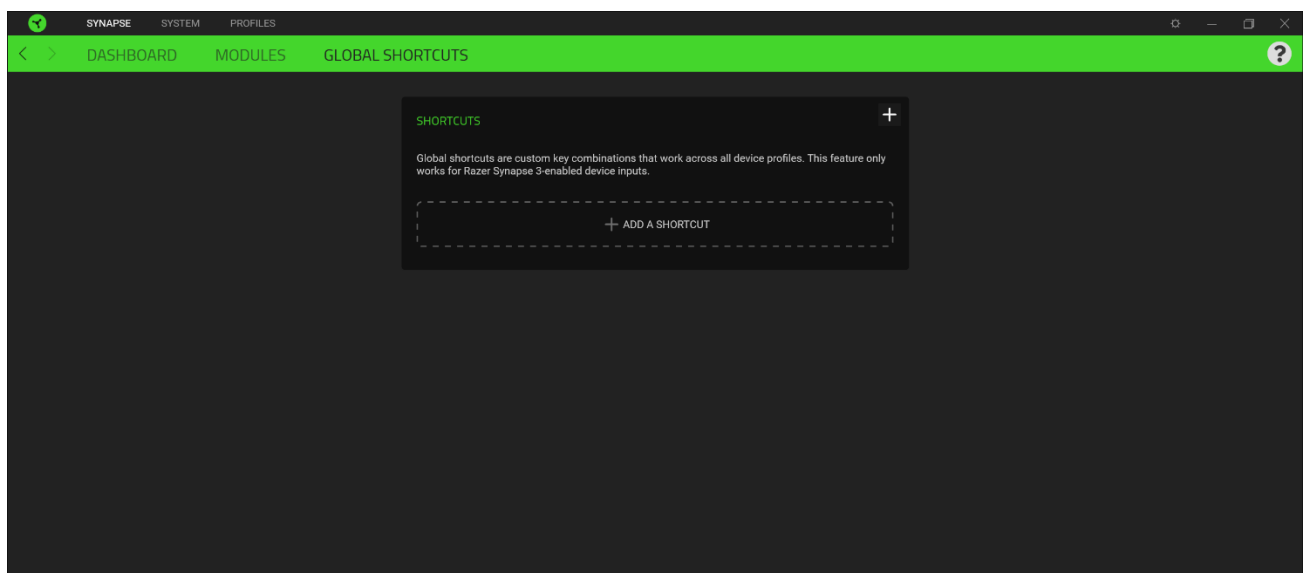 SYNAPSE SYSTEM PROFILES
DASHBOARD MODULES GLOBAL SHORTCUTS ?
SHORTCUTS
Global shortcuts are custom key combinations that work across all device profiles. This feature only
works for Razer Synapse 3-enabled device inputs.
ADD A SHORTCUT